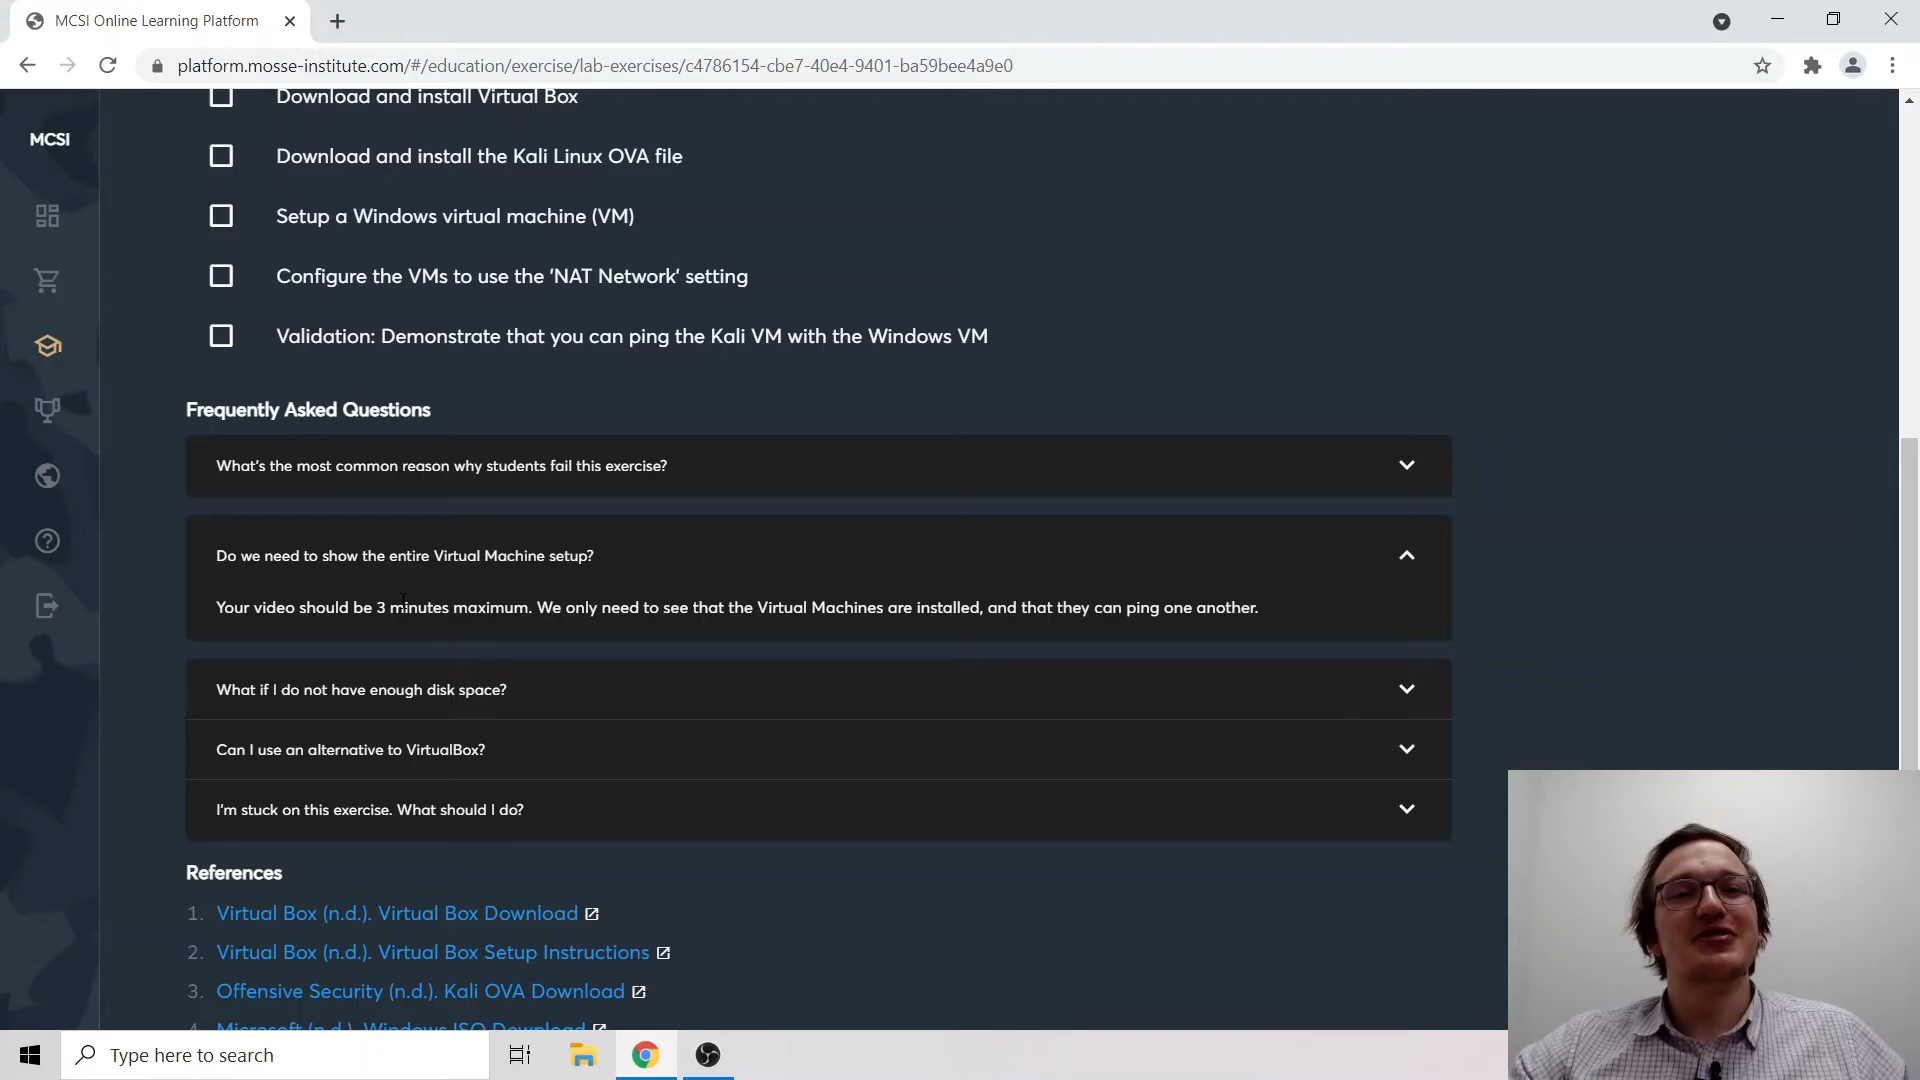 MCSI Online Learning Platform
platform.mosse-institute.com/#/education/exercise/lab-exercises/c4786154-cbe7-40e4-9401-ba59bee4a9e0
MCSI
Download and install Virtual Box
Download and install the Kali Linux OVA file
Setup a Windows virtual machine (VM)
Configure the VMs to use the 'NAT Network' setting
Validation: Demonstrate that you can ping the Kali VM with the Windows VM
Frequently Asked Questions
What's the most common reason why students fail this exercise?
Do we need to show the entire Virtual Machine setup?
Your video should be 3 minutes maximum. We only need to see that the Virtual Machines are installed, and that they can ping one another.
What if I do not have enough disk space?
Can I use an alternative to VirtualBox?
I'm stuck on this exercise. What should I do?
References
1. Virtual Box (n.d.). Virtual Box Download
2. Virtual Box (n.d.). Virtual Box Setup Instructions
3. Offensive Security (n.d.). Kali OVA Download
4. Microsoft (n.d.). Windows ISO Download
Type here to search